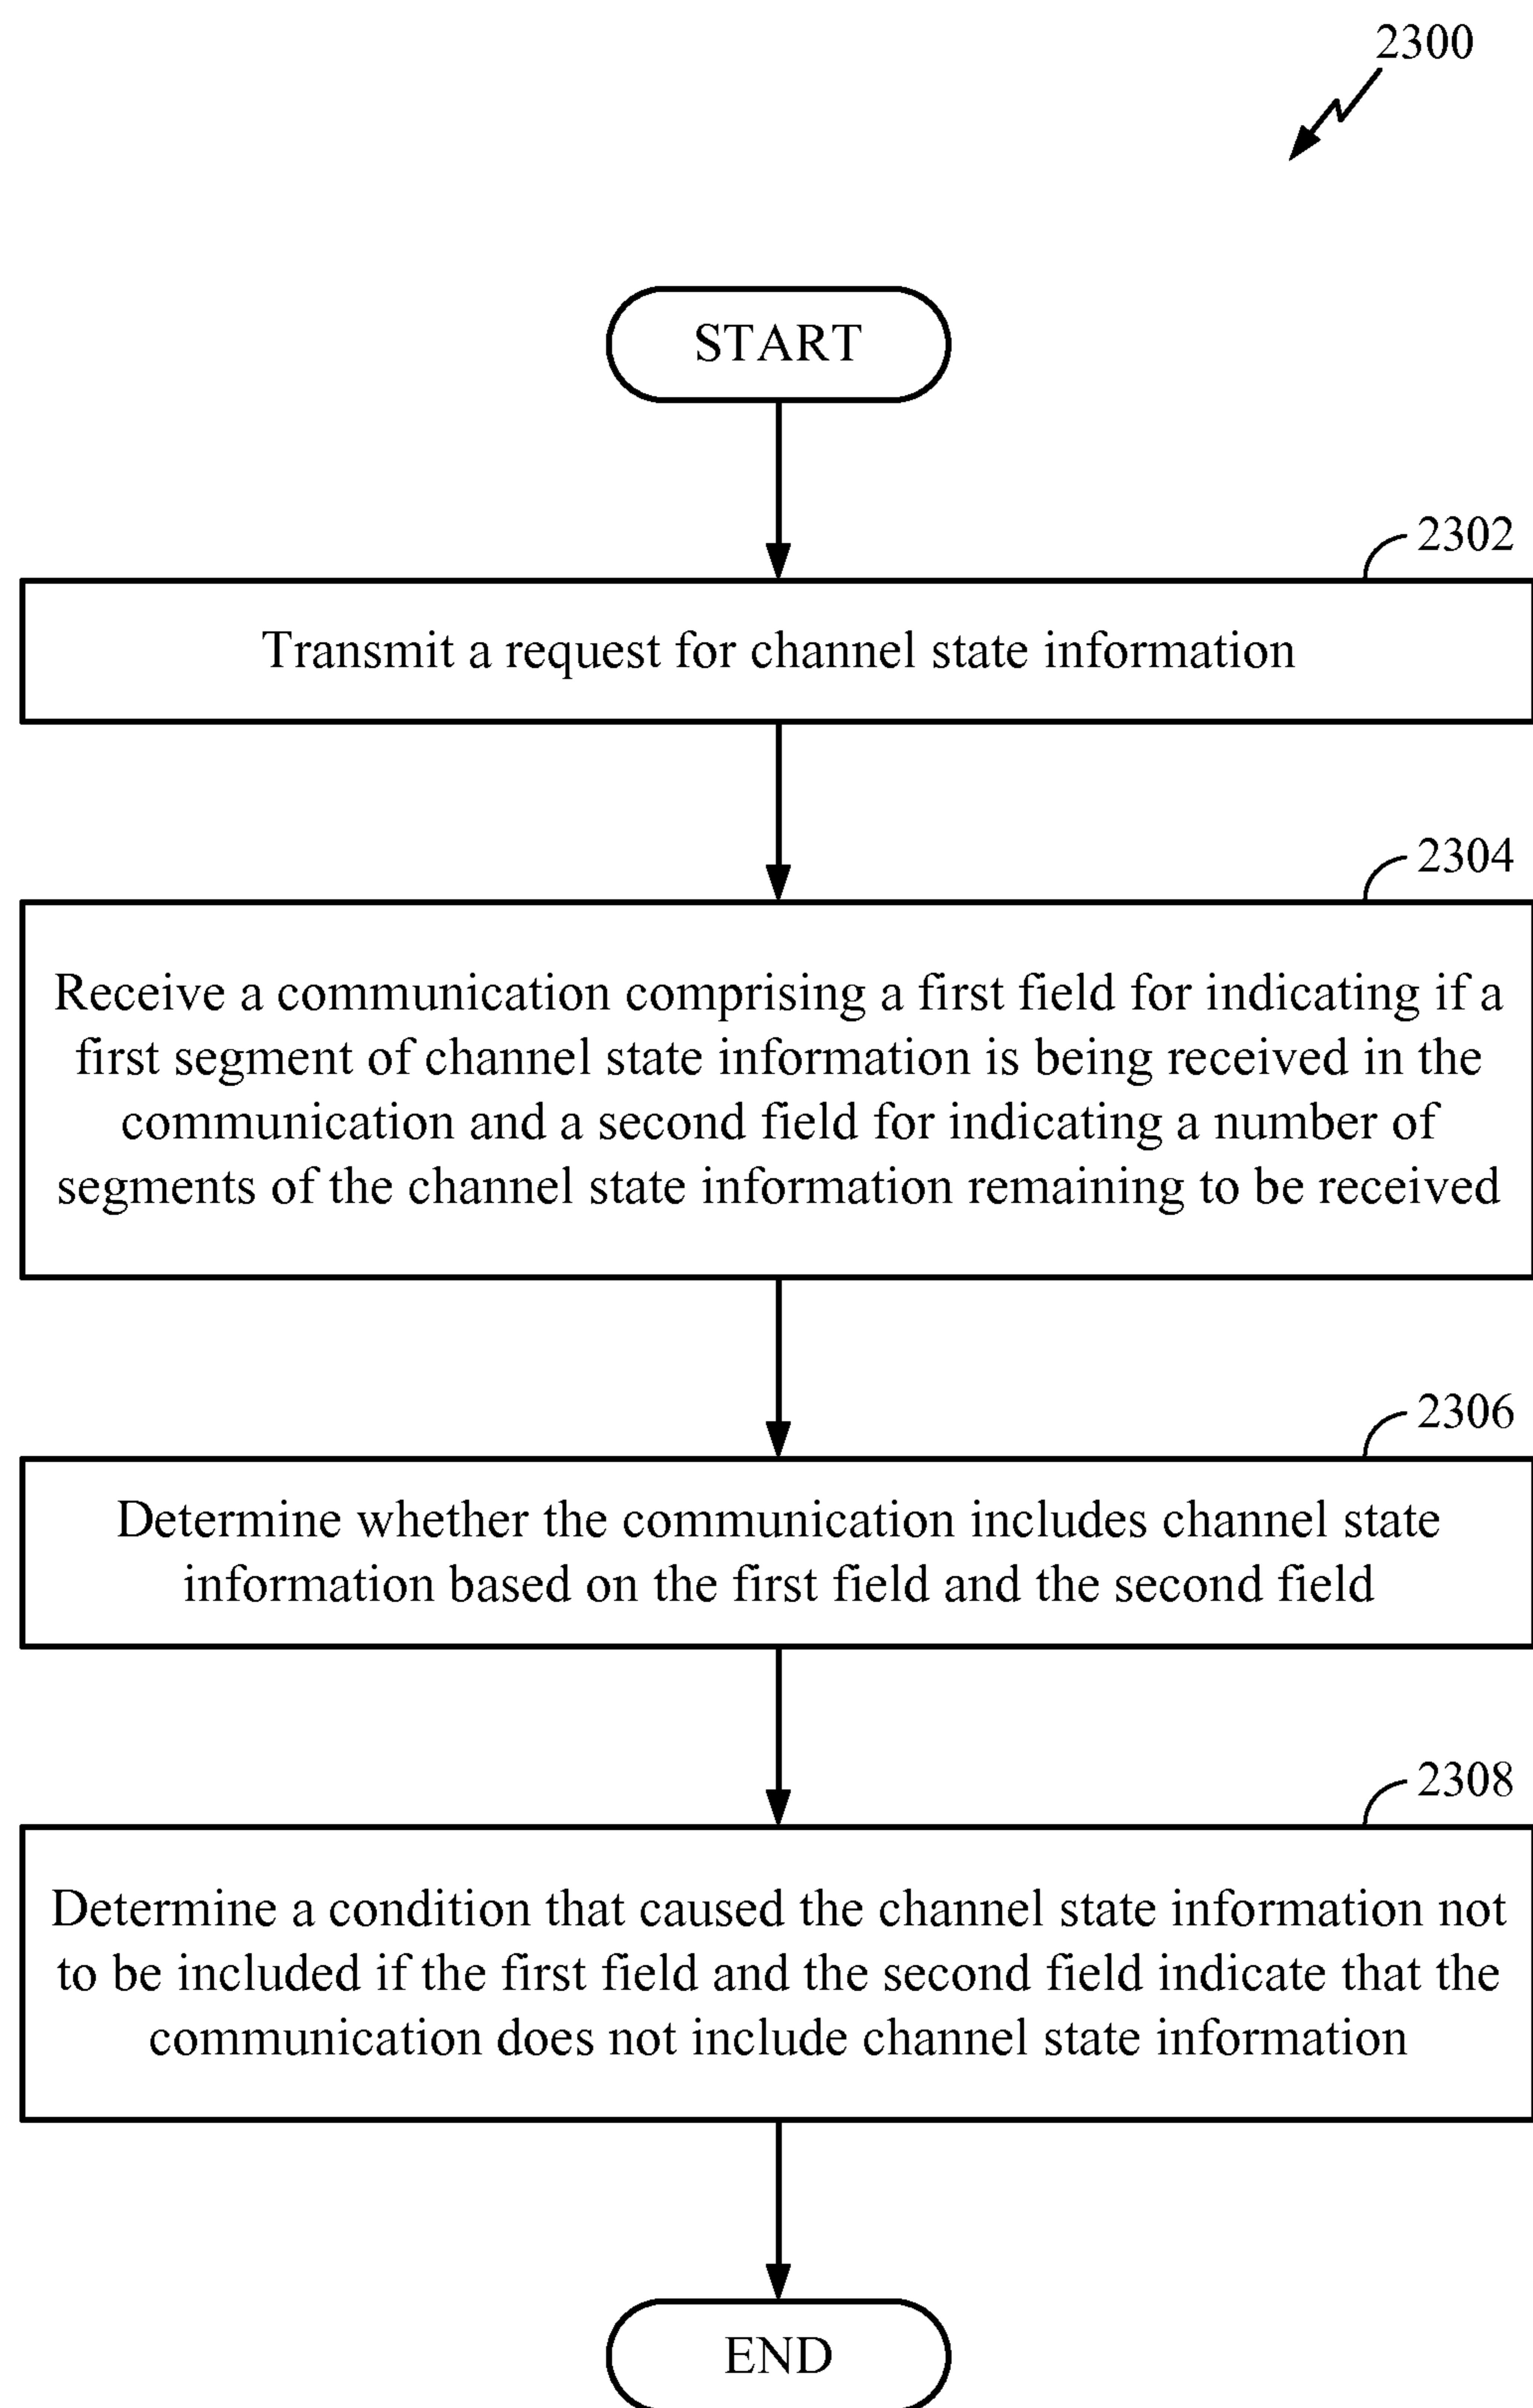 2300
START
2302
Transmit a request for channel state information
2304
Receive a communication comprising a first field for indicating if a
first segment of channel state information is being received in the
communication and a second field for indicating a number of
segments of the channel state information remaining to be received
2306
Determine whether the communication includes channel state
information based on the first field and the second field
2308
Determine a condition that caused the channel state information not
to be included if the first field and the second field indicate that the
communication does not include channel state information
END